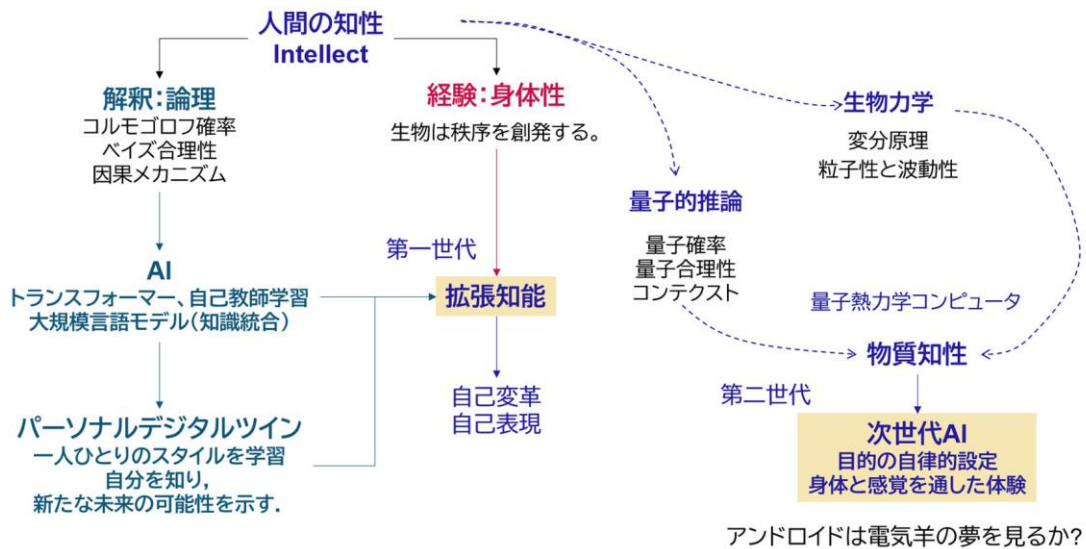 人間の知性
Intellect
解釈:論理
コルモゴロフ確率
ベイズ合理性
因果メカニズム
経験:身体性
生物は秩序を創発する。
生物力学
変分原理
粒子性と波動性
量子的推論
量子確率
量子合理性
コンテクスト
第一世代
AI
トランスフォーマー、自己教師学習
大規模言語モデル(知識統合)
拡張知能
量子熱力学コンピュータ
物質知性
自己変革
自己表現
第二世代
パーソナルデジタルツイン
一人ひとりのスタイルを学習
自分を知り,
新たな未来の可能性を示す.
次世代AI
目的の自律的設定
身体と感覚を通した体験
アンドロイドは電気羊の夢を見るか?